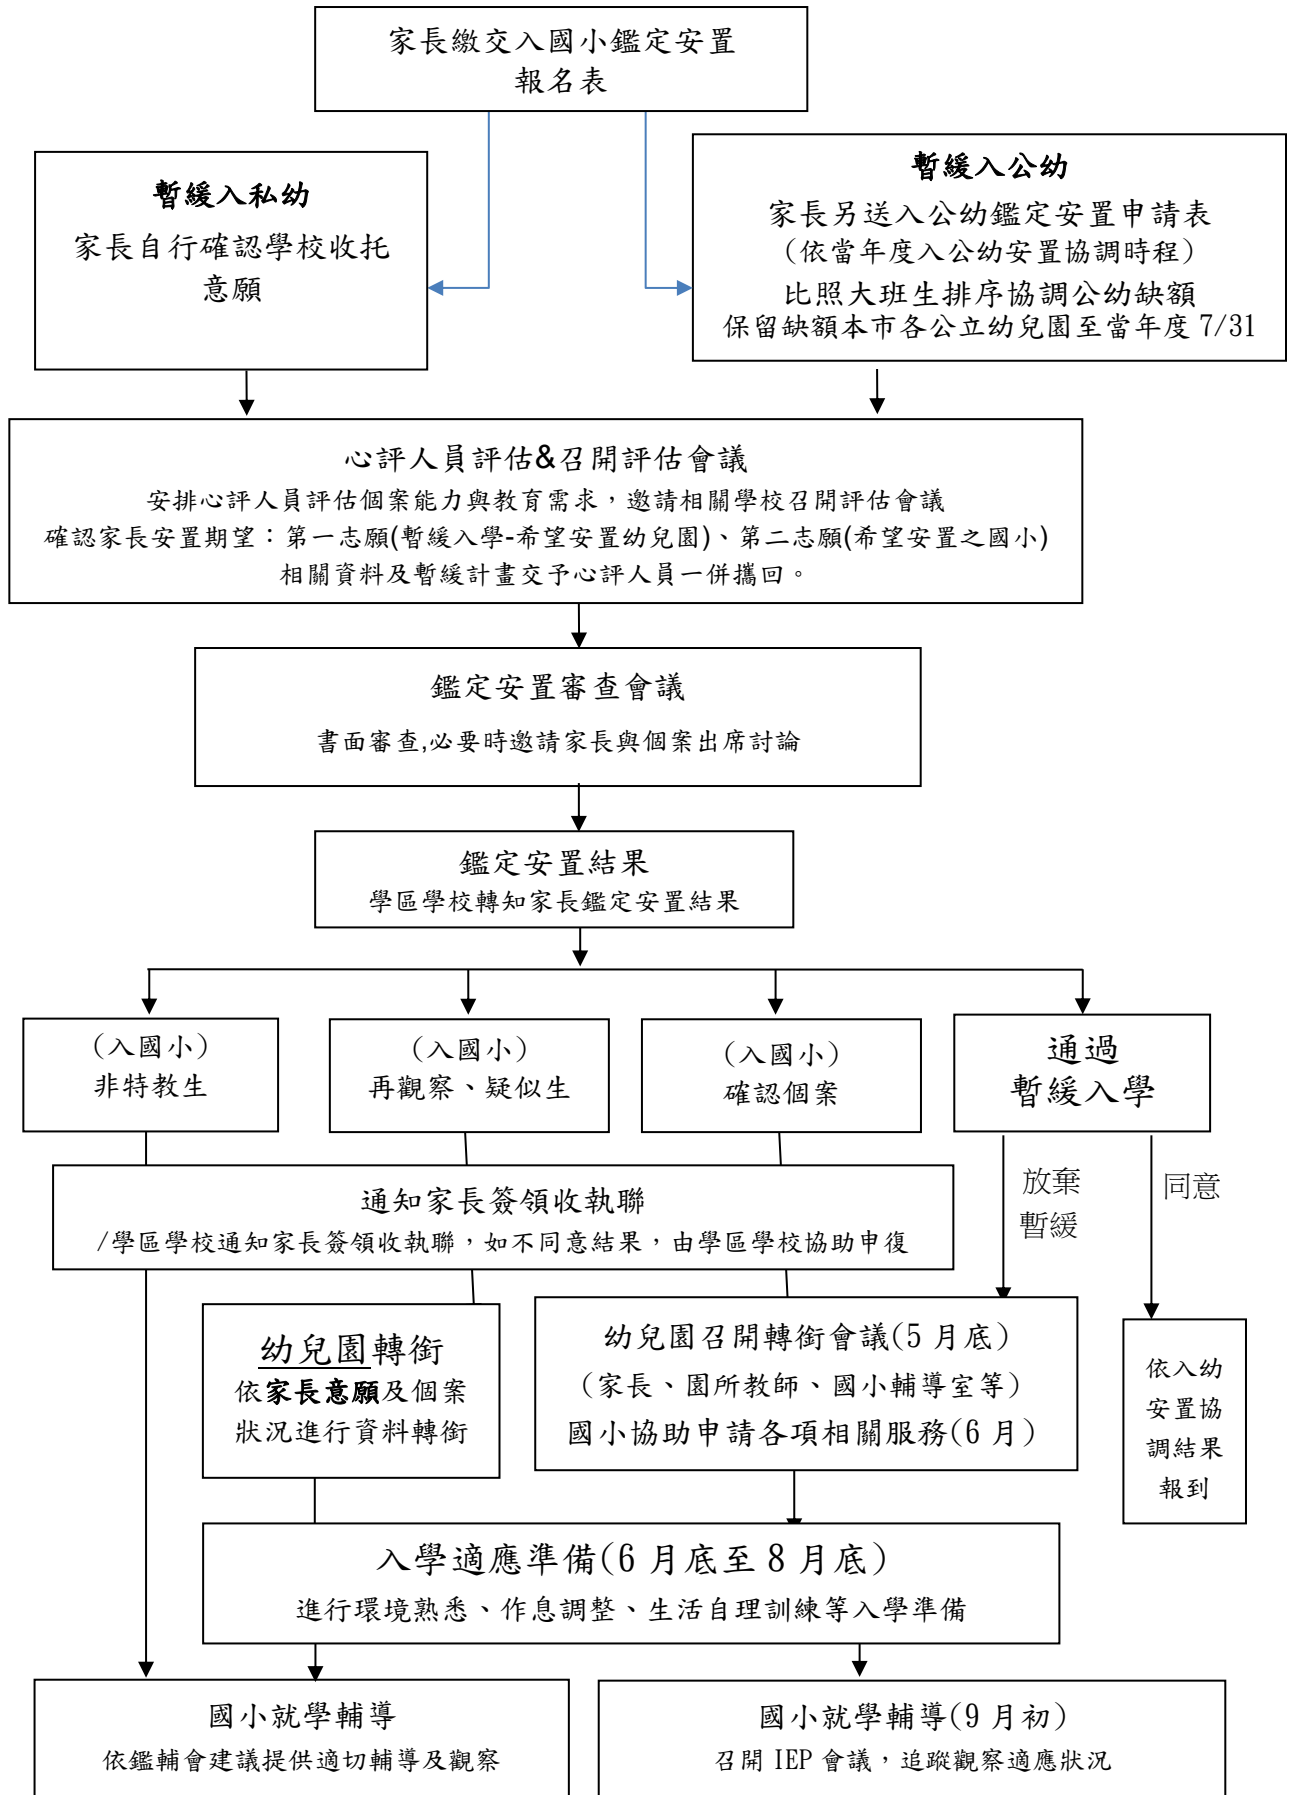 家長繳交入國小鑑定安置
報名表
暫緩入私幼
家長自行確認學校收托
意願
暫緩入公幼
家長另送入公幼鑑定安置申請表
（依當年度入公幼安置協調時程）
比照大班生排序協調公幼缺額
保留缺額本市各公立幼兒園至當年度 7/31
心評人員評估&召開評估會議
安排心評人員評估個案能力與教育需求，邀請相關學校召開評估會議
確認家長安置期望：第一志願(暫緩入學-希望安置幼兒園)、第二志願(希望安置之國小)
相關資料及暫緩計畫交予心評人員一併攜回。
鑑定安置審查會議
書面審查,必要時邀請家長與個案出席討論
鑑定安置結果
學區學校轉知家長鑑定安置結果
（入國小）
非特教生
（入國小）
再觀察、疑似生
（入國小）
確認個案
通過
暫緩入學
放棄
暫緩
同意
通知家長簽領收執聯
/學區學校通知家長簽領收執聯，如不同意結果，由學區學校協助申復
幼兒園轉銜
依家長意願及個案
狀況進行資料轉銜
幼兒園召開轉銜會議(5 月底)
（家長、園所教師、國小輔導室等）
國小協助申請各項相關服務(6 月)
依入幼
安置協
調結果
報到
入學適應準備(6 月底至 8 月底)
進行環境熟悉、作息調整、生活自理訓練等入學準備
國小就學輔導
依鑑輔會建議提供適切輔導及觀察
國小就學輔導(9 月初)
召開 IEP 會議，追蹤觀察適應狀況